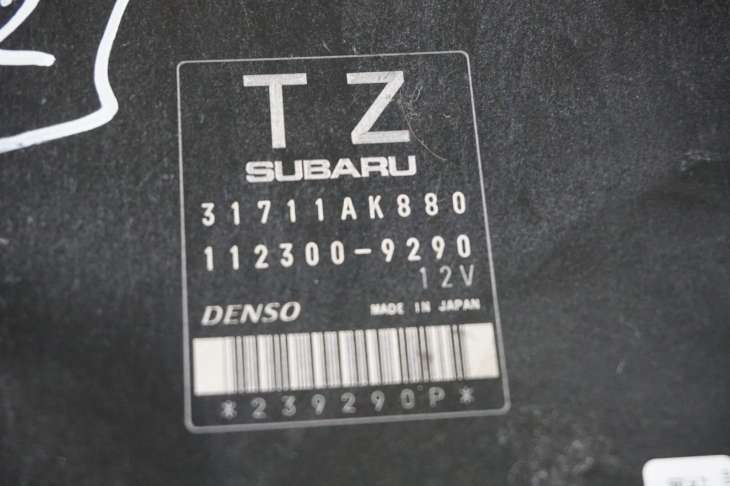 TZ
SUBARU
31711AK880
112300-9290
12V
DENSO MADE IN JAPAN
*239290P*